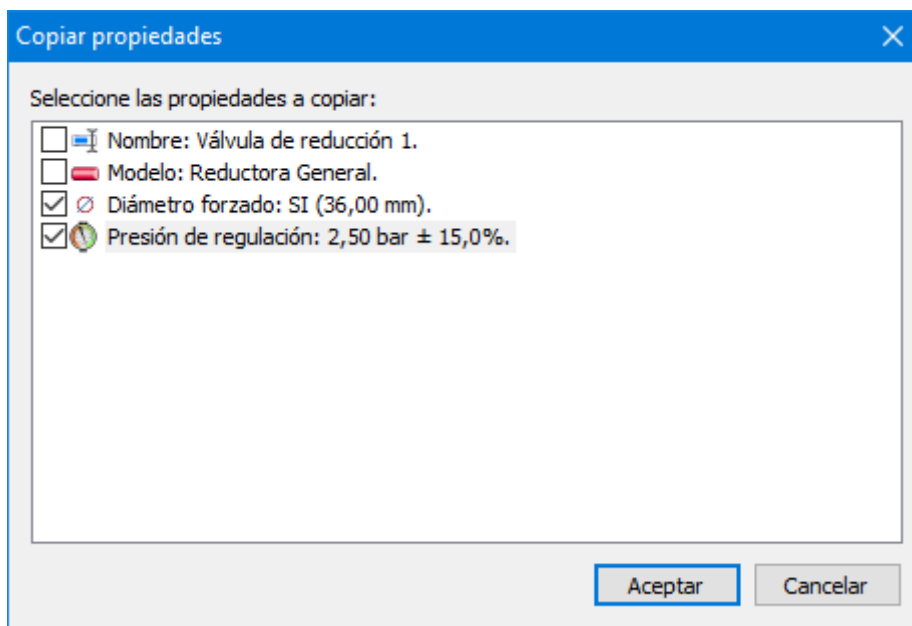 Copiar propiedades
Seleccione las propiedades a copiar:
Nombre: Válvula de reducción 1.
Modelo: Reductora General.
Diámetro forzado: SI (36,00 mm).
Presión de regulación: 2,50 bar ± 15,0%.
Aceptar Cancelar